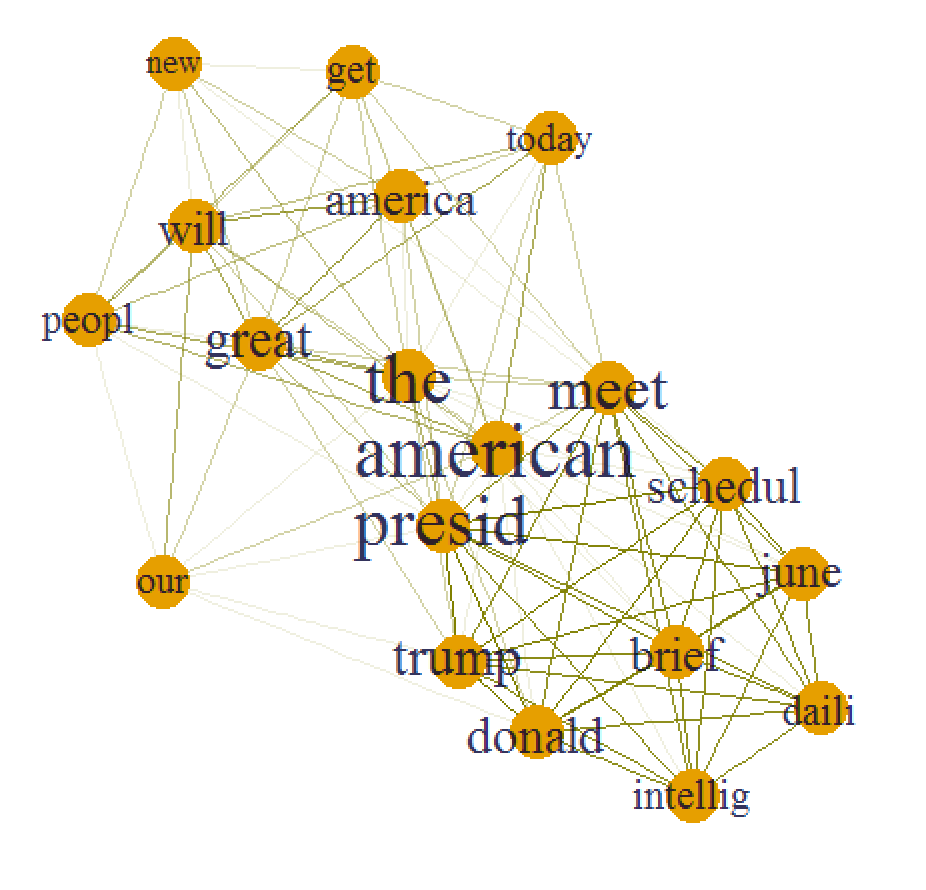 new
get
today
america
will
peopl
great
the
meet
american
schedul
presid
june
our
trump
brief
daili
donald
intellig